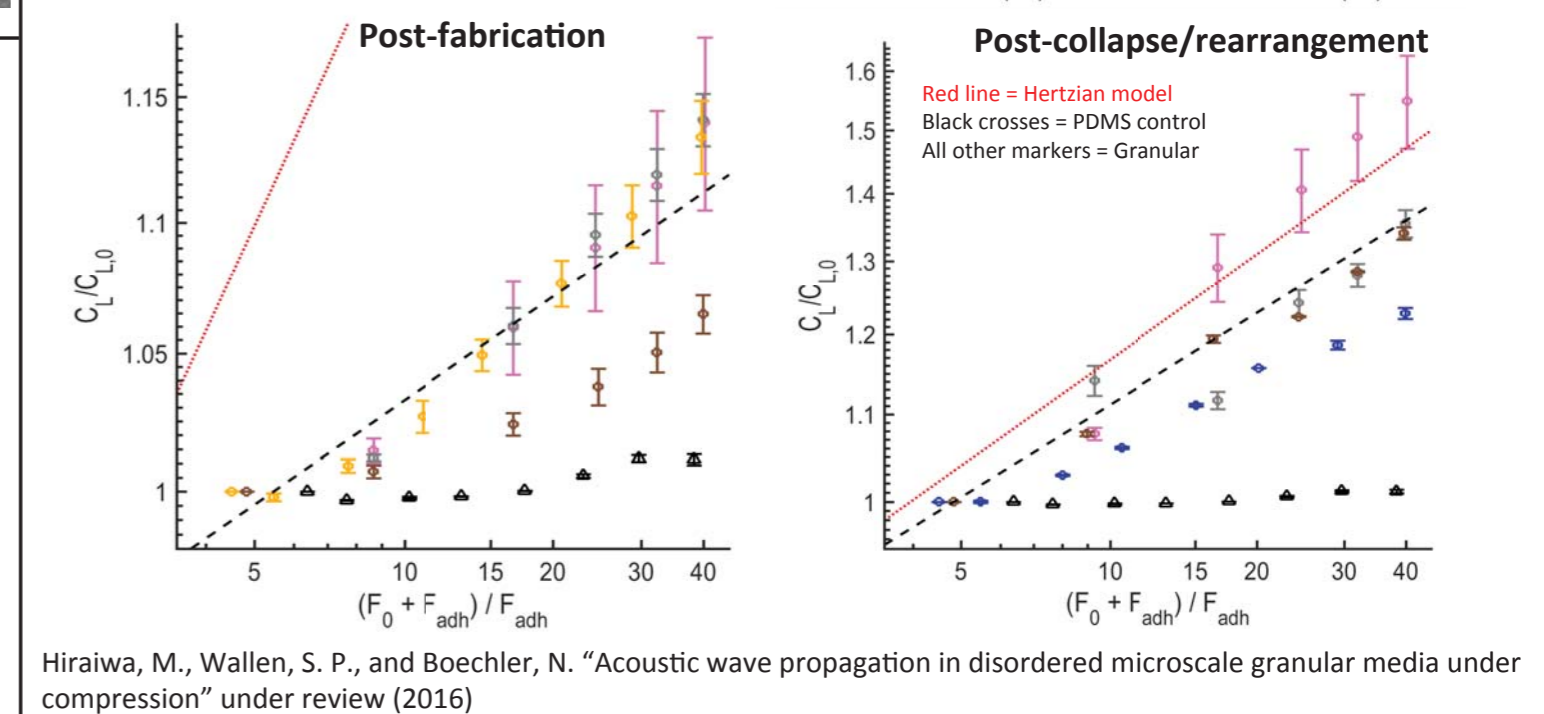 Post-fabrication
1.15
1.1
1.05
1
C_L/C_L,0
5 10 15 20 30 40
(F_0 + F_adh) / F_adh
Post-collapse/rearrangement
Red line = Hertzian model
Black crosses = PDMS control
All other markers = Granular
1.6
1.5
1.4
1.3
1.2
1.1
1
C_L/C_L,0
5 10 15 20 30 40
(F_0 + F_adh) / F_adh
Hiraiwa, M., Wallen, S. P., and Boechler, N. “Acoustic wave propagation in disordered microscale granular media under
compression” under review (2016)